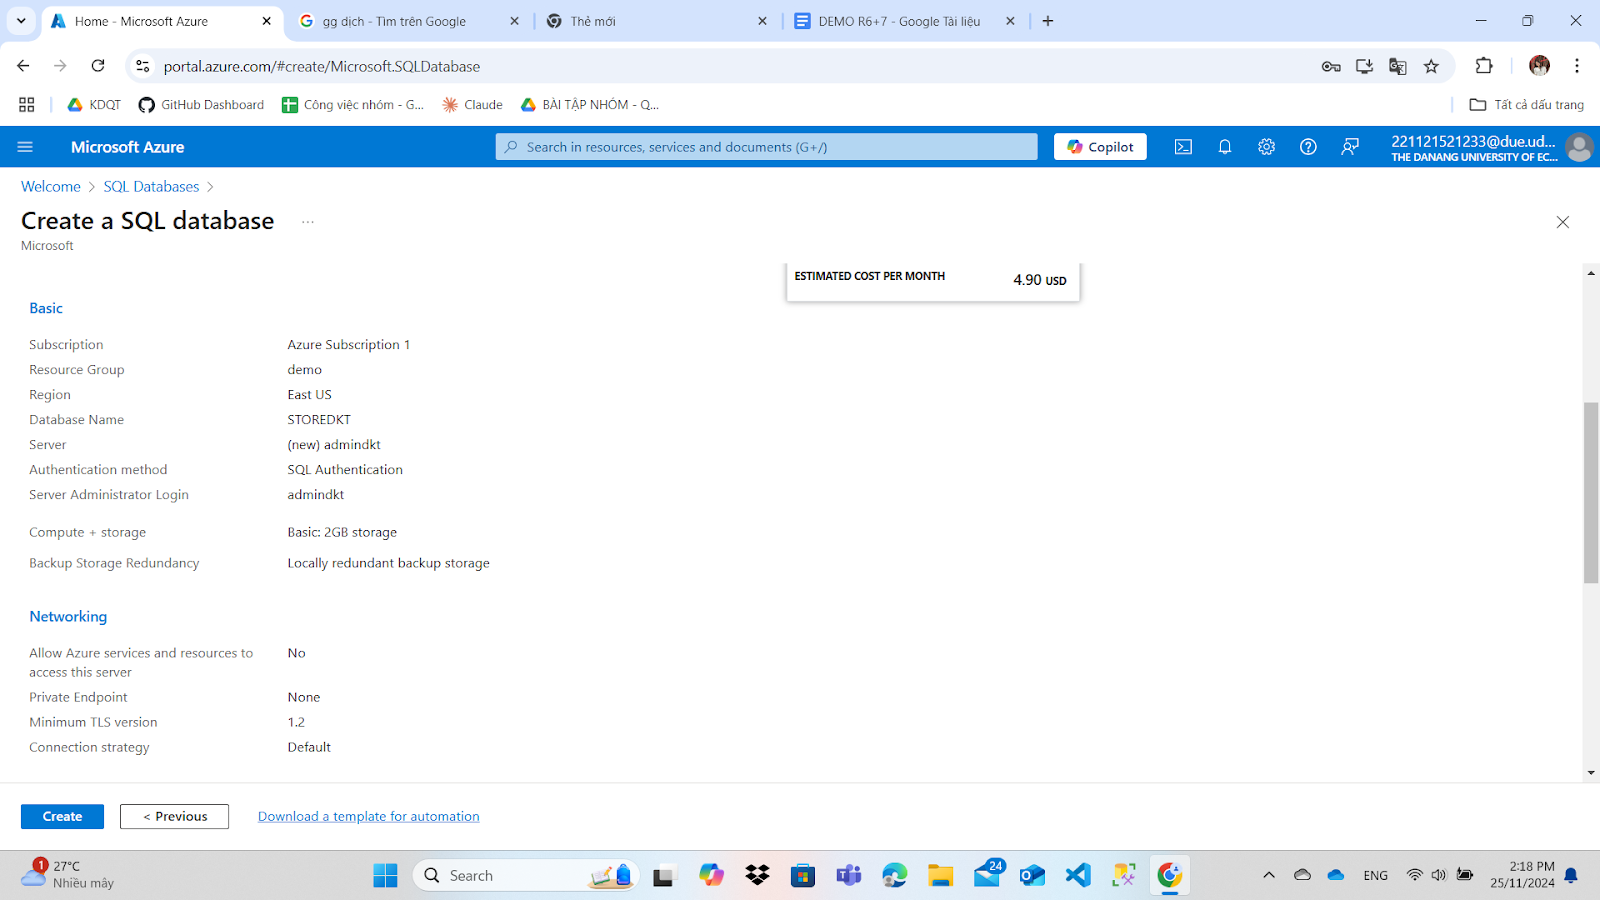 Home - Microsoft Azure
gg dịch - Tìm trên Google
Thẻ mới
DEMO R6+7 - Google Tài liệu
portal.azure.com/#create/Microsoft.SQLDatabase
KDQT
GitHub Dashboard
Công việc nhóm - G...
Claude
BÀI TẬP NHÓM - Q...
Tất cả dấu trang
Microsoft Azure
Search in resources, services and documents (G+/)
Copilot
221121521233@due.ud...
THE DANANG UNIVERSITY OF EC...
Welcome > SQL Databases >
Create a SQL database ...
Microsoft
ESTIMATED COST PER MONTH 4.90 USD
Basic
Subscription Azure Subscription 1
Resource Group demo
Region East US
Database Name STOREDKT
Server (new) admindkt
Authentication method SQL Authentication
Server Administrator Login admindkt
Compute + storage Basic: 2GB storage
Backup Storage Redundancy Locally redundant backup storage
Networking
Allow Azure services and resources to No
access this server
Private Endpoint None
Minimum TLS version 1.2
Connection strategy Default
Create
< Previous
Download a template for automation
1
27°C
Nhiều mây
Search
24
ENG
2:18 PM
25/11/2024